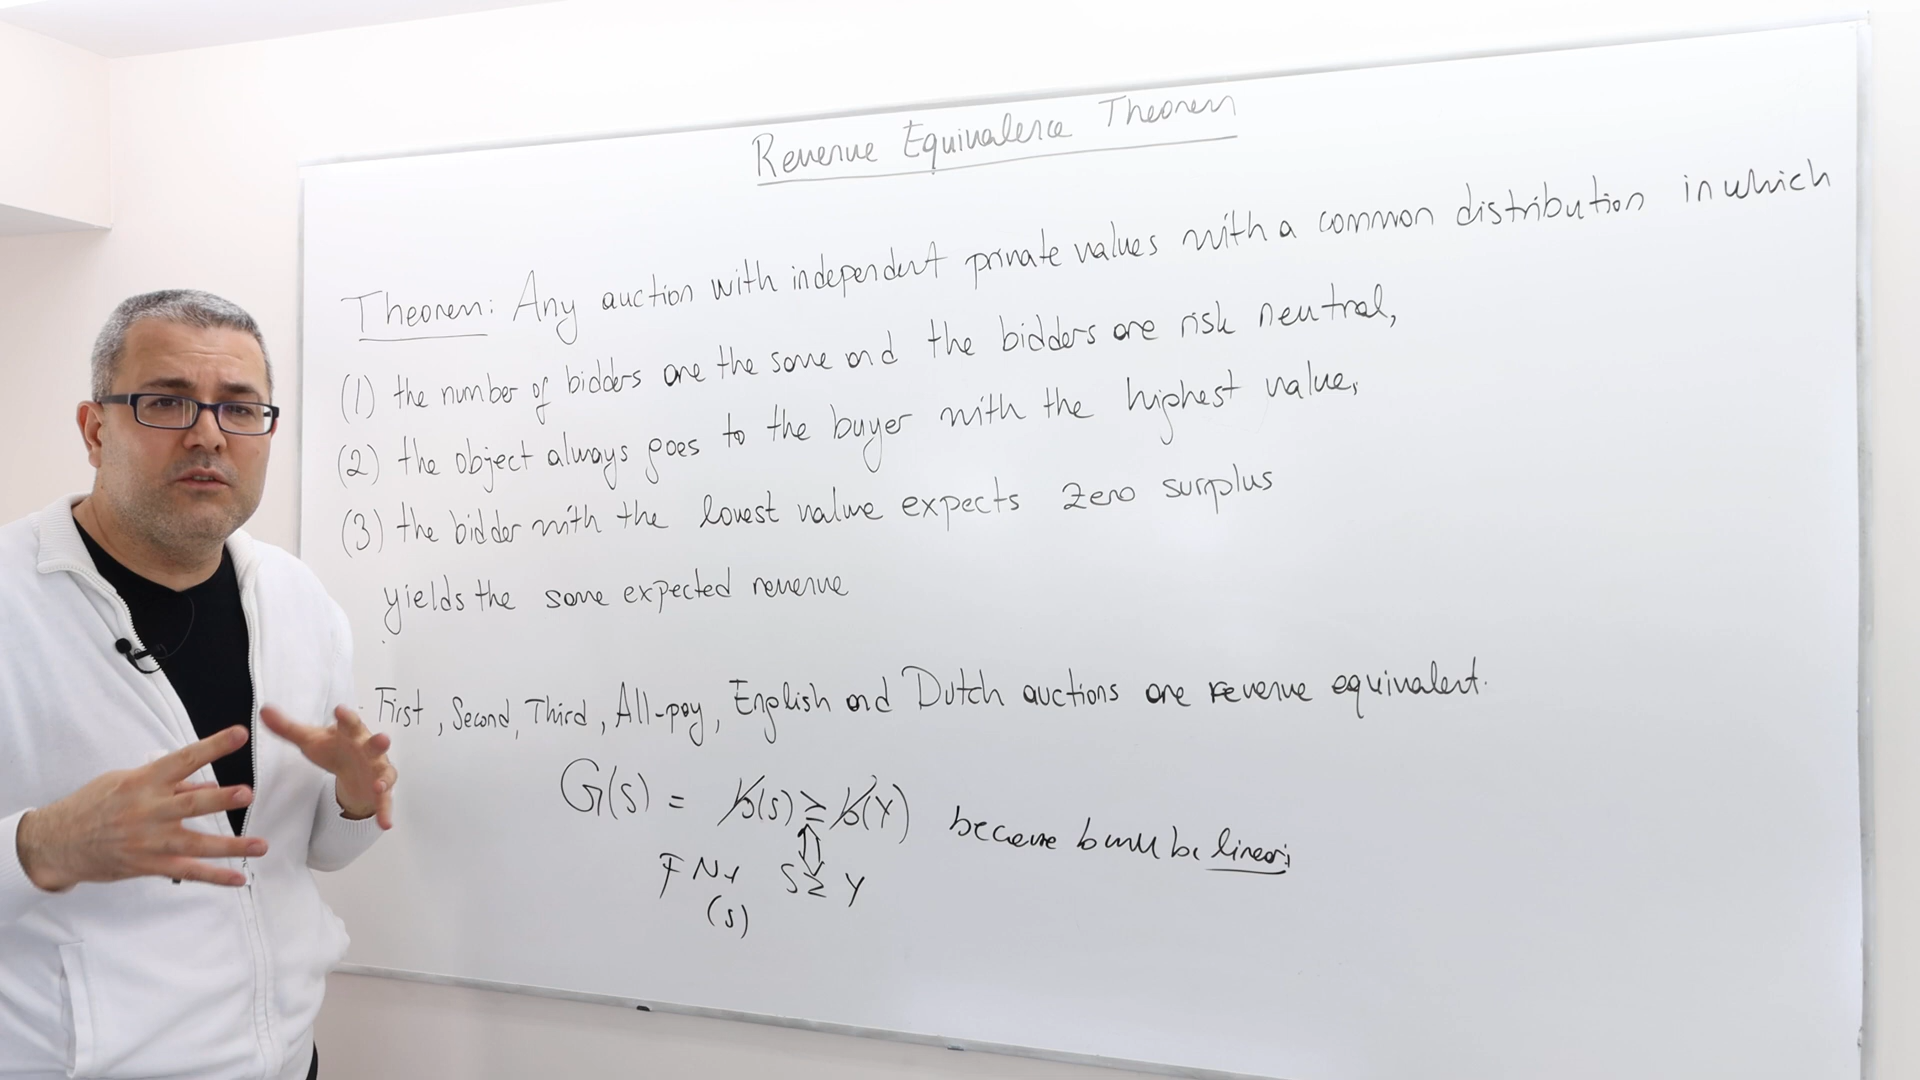 Revenue Equivalence Theorem
Theorem: Any auction with independent private values with a common distribution in which
(1) the number of bidders are the same and the bidders are risk neutral,
(2) the object always goes to the buyer with the highest value,
(3) the bidder with the lowest value expects zero surplus
yields the same expected revenue
- First, Second, Third, All-pay, English and Dutch auctions are revenue equivalent.
G(s) = b(s) ≥ b(Y) because b must be linear;
s ≥ Y
(s)